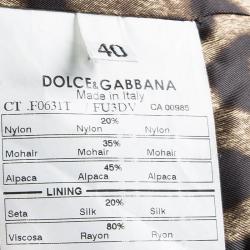 40
DOLCE&GABBANA
Made in Italy
CT .F0631T / FU3DV CA 00985
20%
Nylon Nylon Nylon
35%
Mohair Mohair Mohair
45%
Alpaca Alpaca Alpaca
LINING
20%
Seta Silk Silk
80%
Viscosa Rayon Ryon